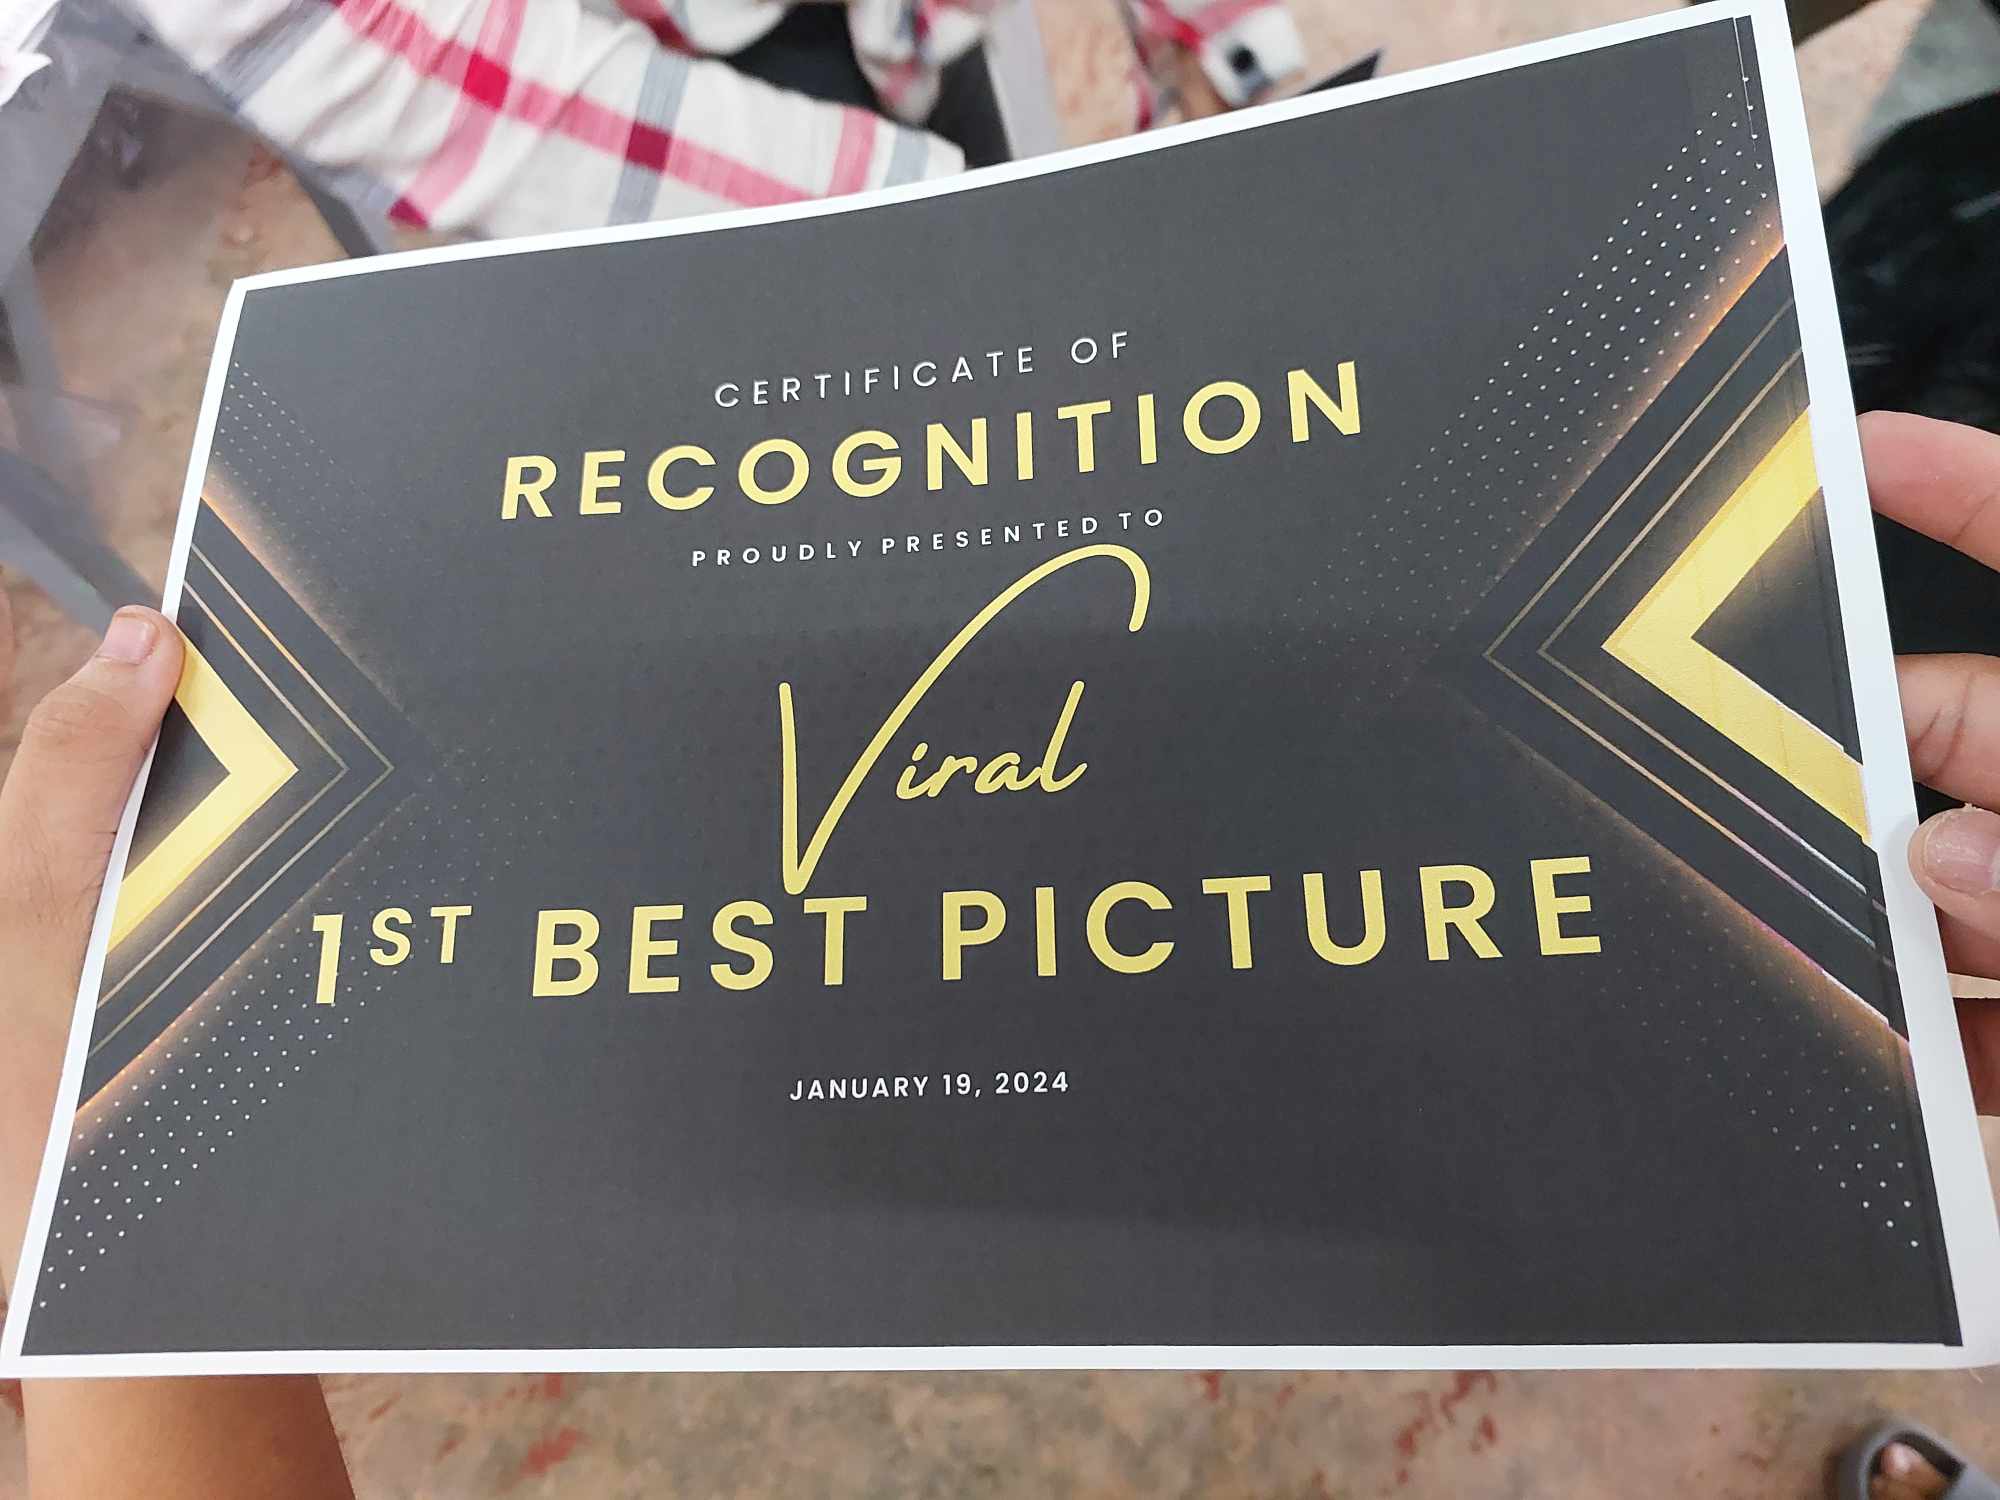 CERTIFICATE OF
RECOGNITION
PROUDLY PRESENTED TO
Viral
1ST BEST PICTURE
JANUARY 19, 2024